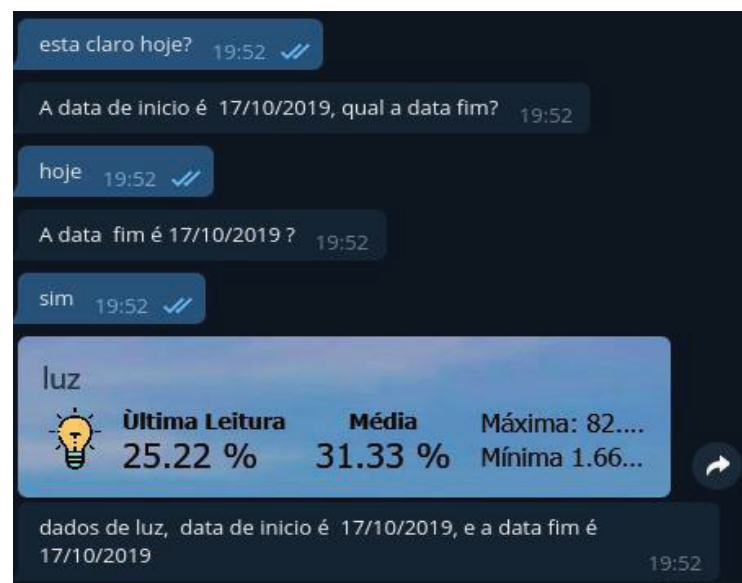 esta claro hoje? 19:52
A data de inicio é 17/10/2019, qual a data fim? 19:52
hoje 19:52
A data fim é 17/10/2019 ? 19:52
sim 19:52
luz
Ùltima Leitura Média Máxima: 82....
25.22 % 31.33 % Mínima 1.66...
dados de luz, data de inicio é 17/10/2019, e a data fim é
17/10/2019 19:52